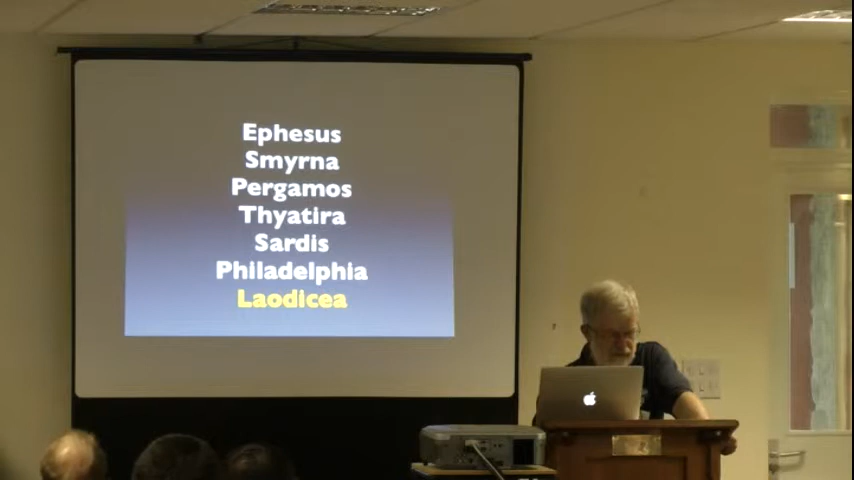 Ephesus
Smyrna
Pergamos
Thyatira
Sardis
Philadelphia
Laodicea